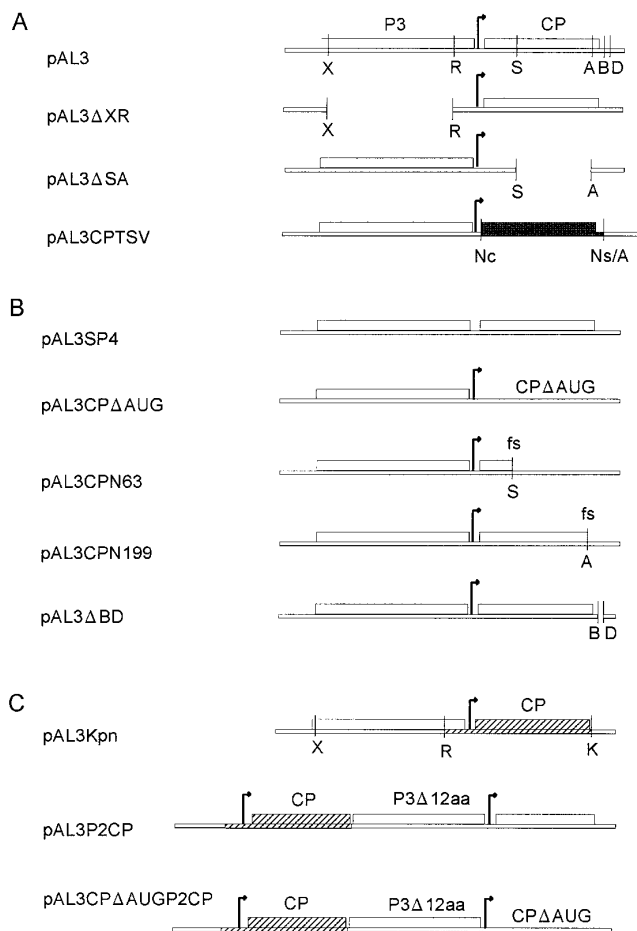 A
P3 CP
pAL3
X R S A B D
pAL3ΔXR
X R
pAL3ΔSA
S A
pAL3CPTSV
Nc Ns/A
B
pAL3SP4
pAL3CPΔAUG CPΔAUG
fs
pAL3CPN63
S
fs
pAL3CPN199
A
pAL3ΔBD
B D
C
CP
pAL3Kpn
X R K
CP P3Δ12aa
pAL3P2CP
pAL3CPΔAUGP2CP
CP P3Δ12aa CPΔAUG